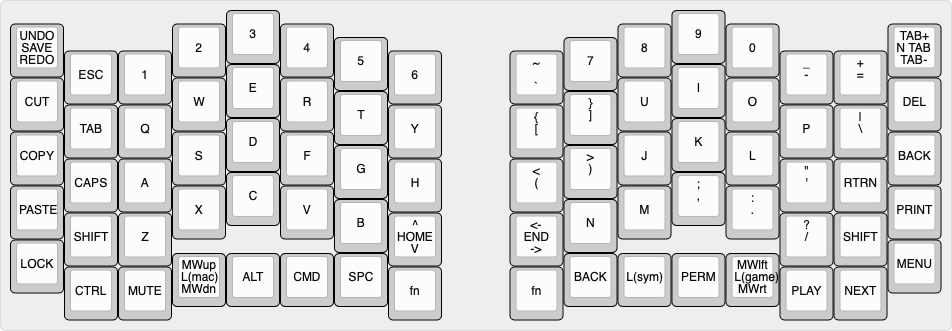 UNDO
SAVE
REDO
ESC
1
2
3
4
5
6
~
`
7
8
9
0
_
-
+
=
TAB+
N TAB
TAB-
CUT
TAB
Q
W
E
R
T
Y
{
[
}
]
U
I
O
P
|
\
DEL
COPY
CAPS
A
S
D
F
G
H
<
(
>
)
J
K
L
"
'
RTRN
BACK
PASTE
SHIFT
Z
X
C
V
B
^
HOME
V
<-
END
->
N
M
;
,
:
.
?
/
SHIFT
PRINT
LOCK
CTRL
MUTE
MWup
L(mac)
MWdn
ALT
CMD
SPC
fn
fn
BACK
L(sym)
PERM
MWlft
L(game)
MWrt
PLAY
NEXT
MENU